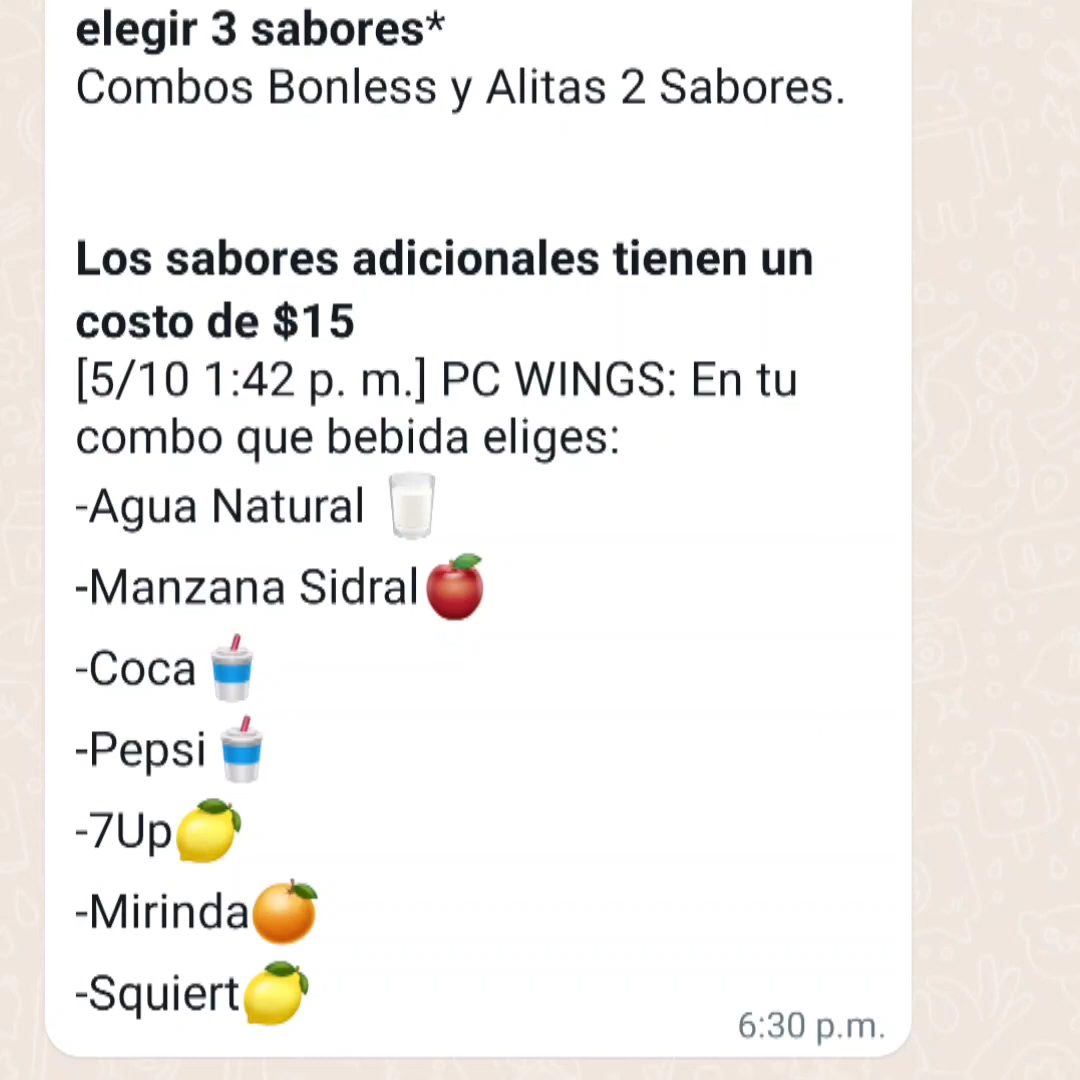 elegir 3 sabores*
Combos Bonless y Alitas 2 Sabores.
Los sabores adicionales tienen un
costo de $15
[5/10 1:42 p. m.] PC WINGS: En tu
combo que bebida eliges:
-Agua Natural 🥛
-Manzana Sidral🍎
-Coca🥤
-Pepsi🥤
-7Up🍋
-Mirinda🍊
-Squiert🍋
6:30 p.m.